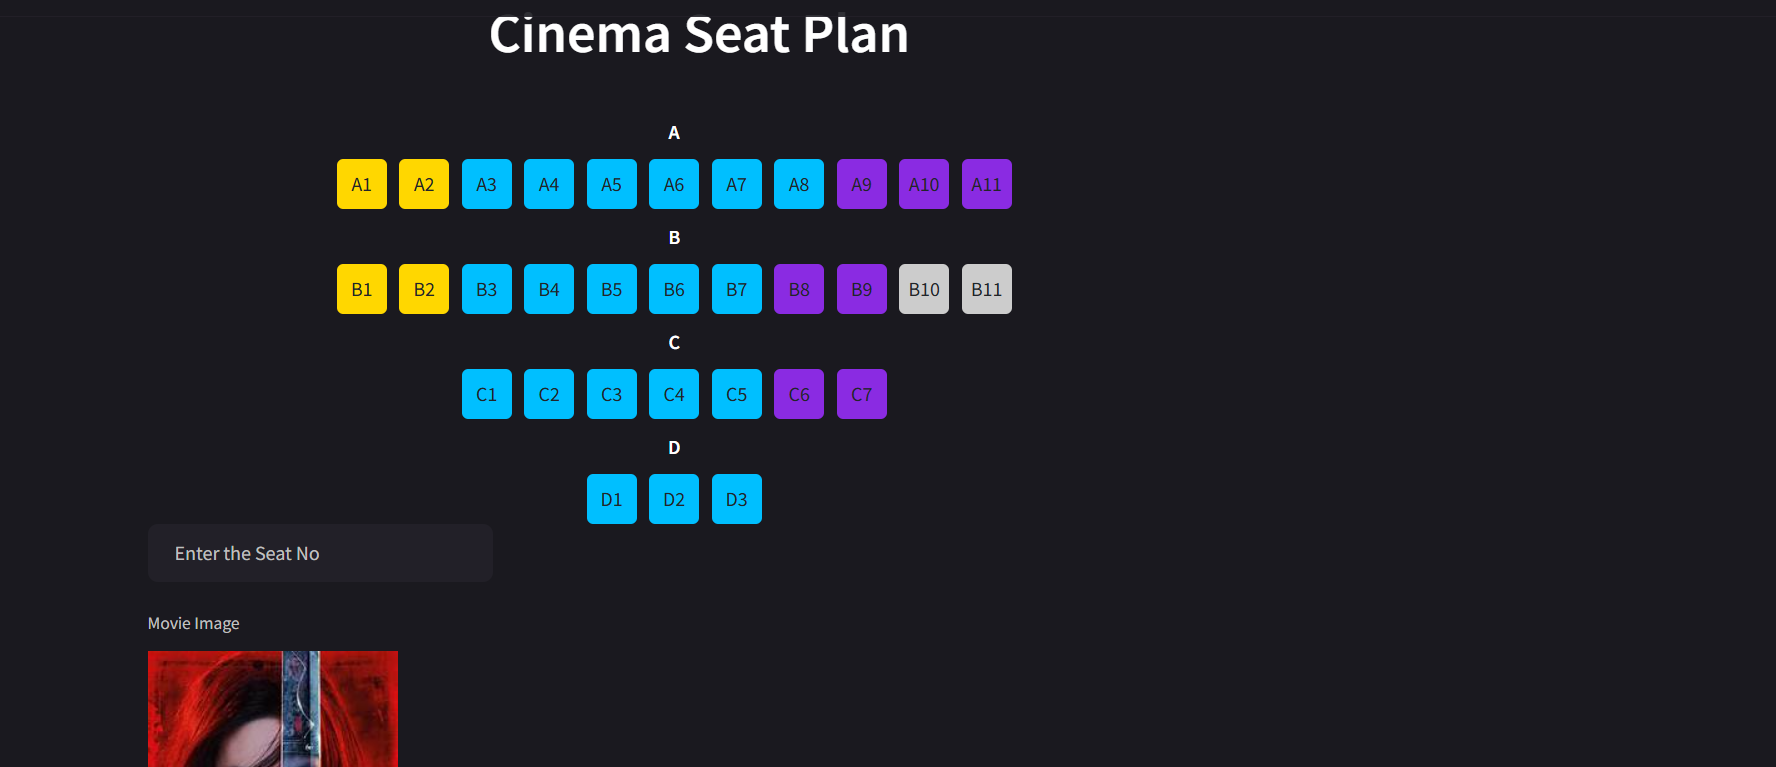 Cinema Seat Plan
A
A1 A2 A3 A4 A5 A6 A7 A8 A9 A10 A11
B
B1 B2 B3 B4 B5 B6 B7 B8 B9 B10 B11
C
C1 C2 C3 C4 C5 C6 C7
D
D1 D2 D3
Enter the Seat No
Movie Image